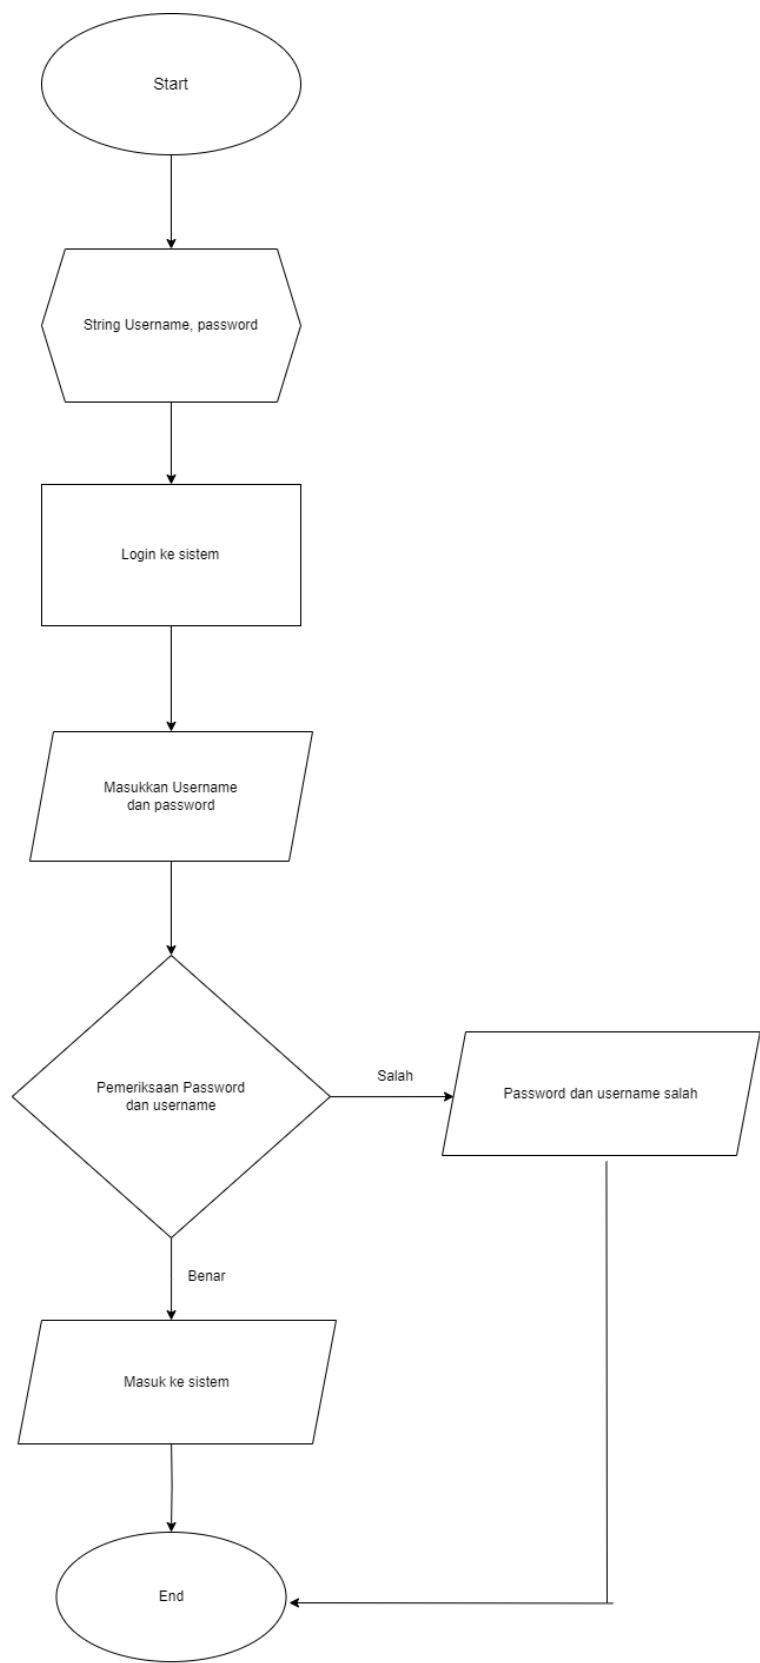 Start
String Username, password
Login ke sistem
Masukkan Username
dan password
Pemeriksaan Password
dan username
Salah
Password dan username salah
Benar
Masuk ke sistem
End